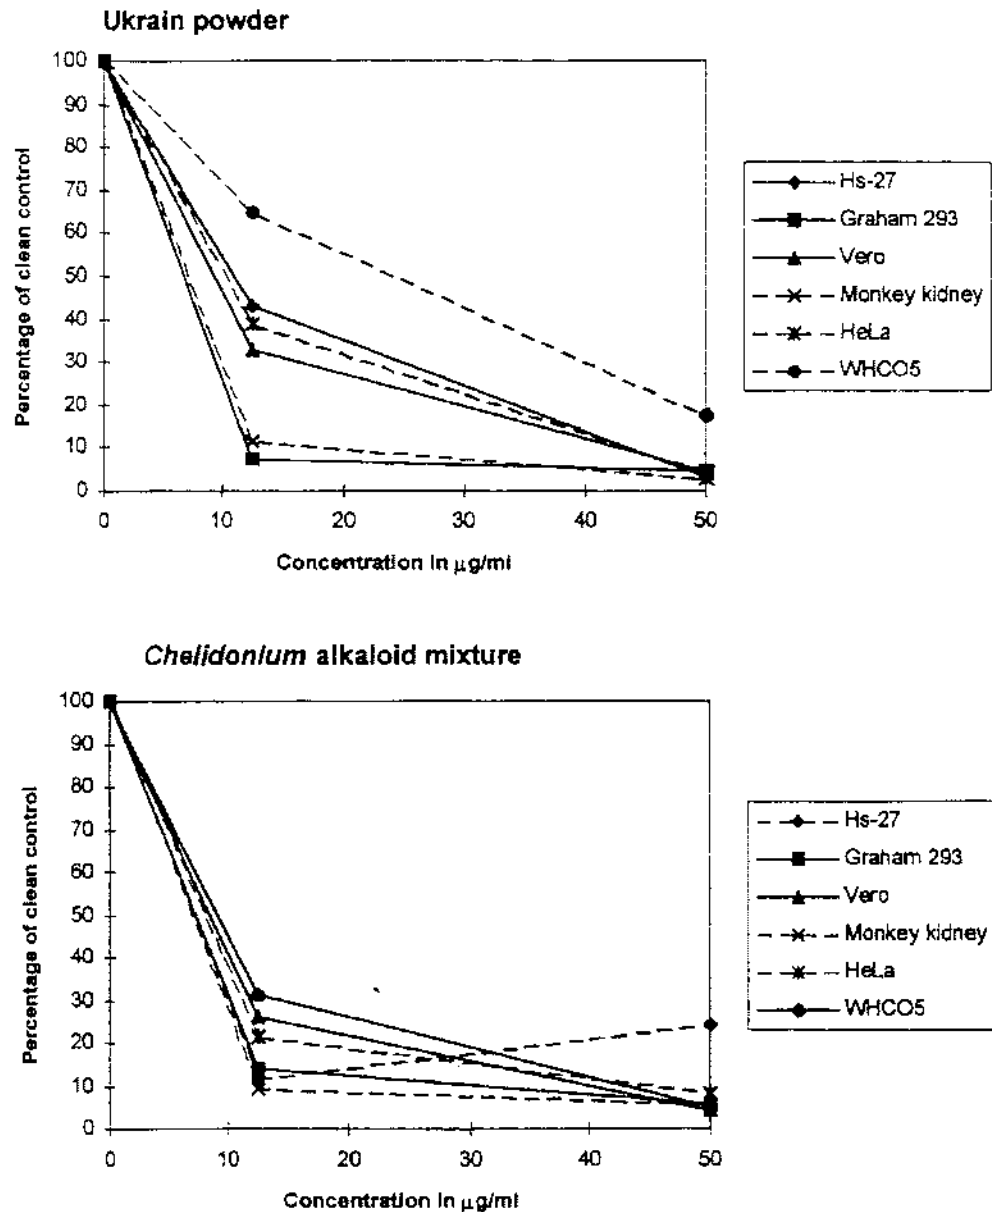 Ukrain powder
100
90
80
70
60
50
40
30
20
10
0
Percentage of clean control
0 10 20 30 40 50
Concentration in μg/ml
Hs-27
Graham 293
Vero
Monkey kidney
HeLa
WHCO5
Chelidonium alkaloid mixture
100
90
80
70
60
50
40
30
20
10
0
Percentage of clean control
0 10 20 30 40 50
Concentration in μg/ml
Hs-27
Graham 293
Vero
Monkey kidney
HeLa
WHCO5